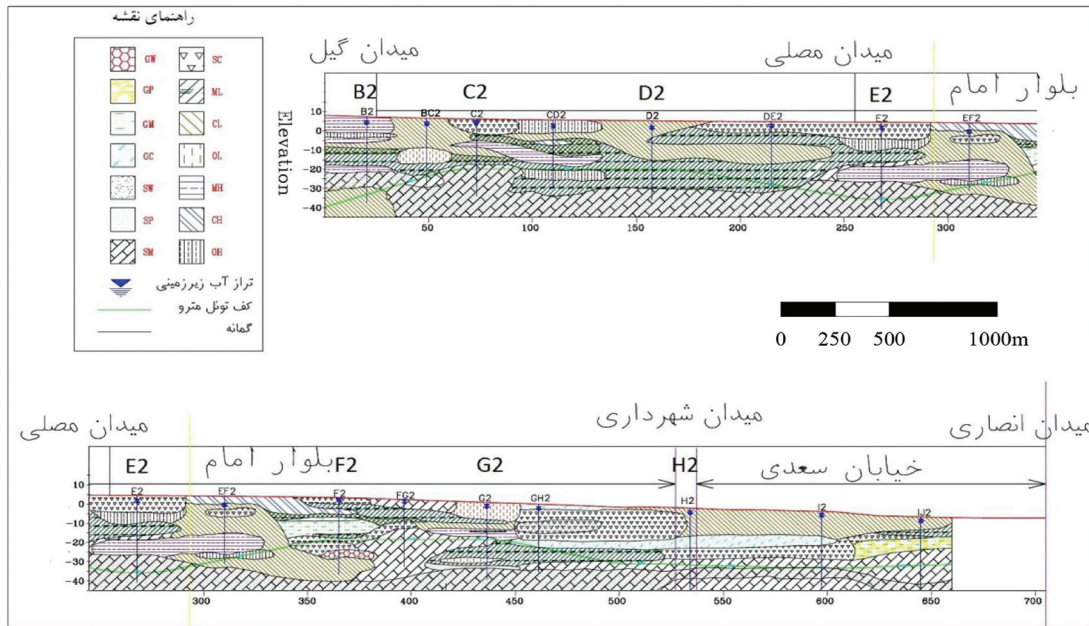 راهنمای نقشه
GW SC
GP ML
GM CL
GC OL
SW MH
SP CH
SM OH
تراز آب زیرزمینی
کف تونل مترو
گمانه
میدان گیل
میدان مصلی
بلوار امام
B2 C2 D2 E2
B2 BC2 C2 CD2 D2 DE2 E2 EF2
Elevation
10
0
-10
-20
-30
-40
50 100 150 200 250 300
0 250 500 1000m
میدان مصلی
میدان شهرداری
میدان انصاری
E2 بلوار امام F2 G2 H2 خیابان سعدی
E2 EF2 F2 FG2 G2 GH2 H2 I2 IJ2
10
0
-10
-20
-30
-40
300 350 400 450 500 550 600 650 700